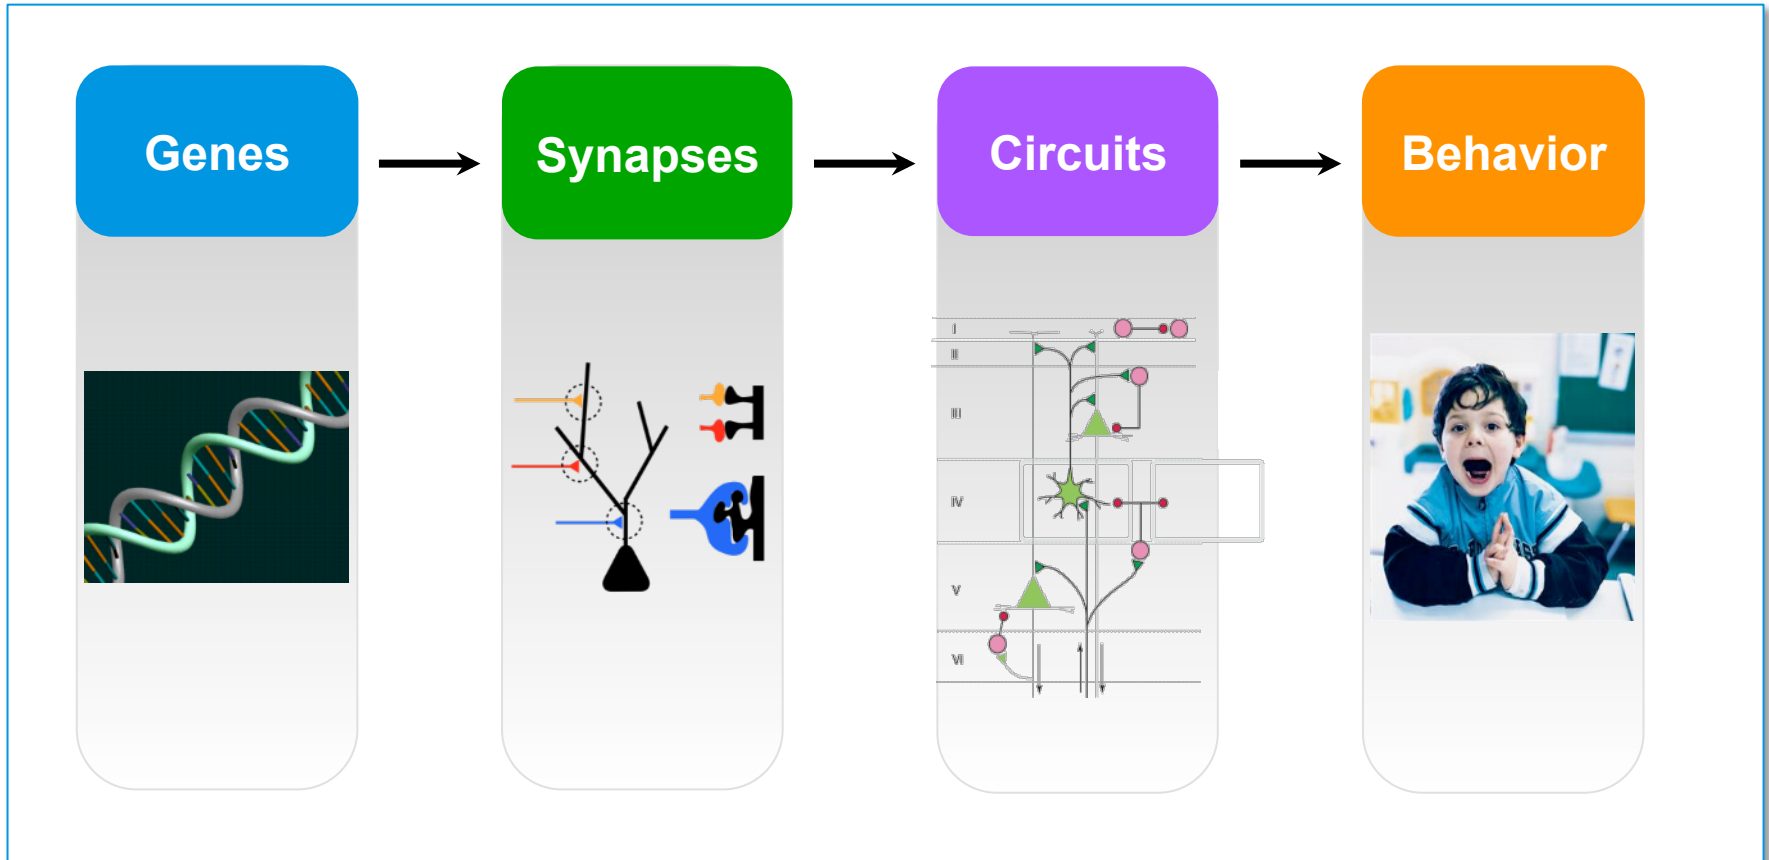 Genes
Synapses
Circuits
Behavior
I
II
III
IV
V
VI